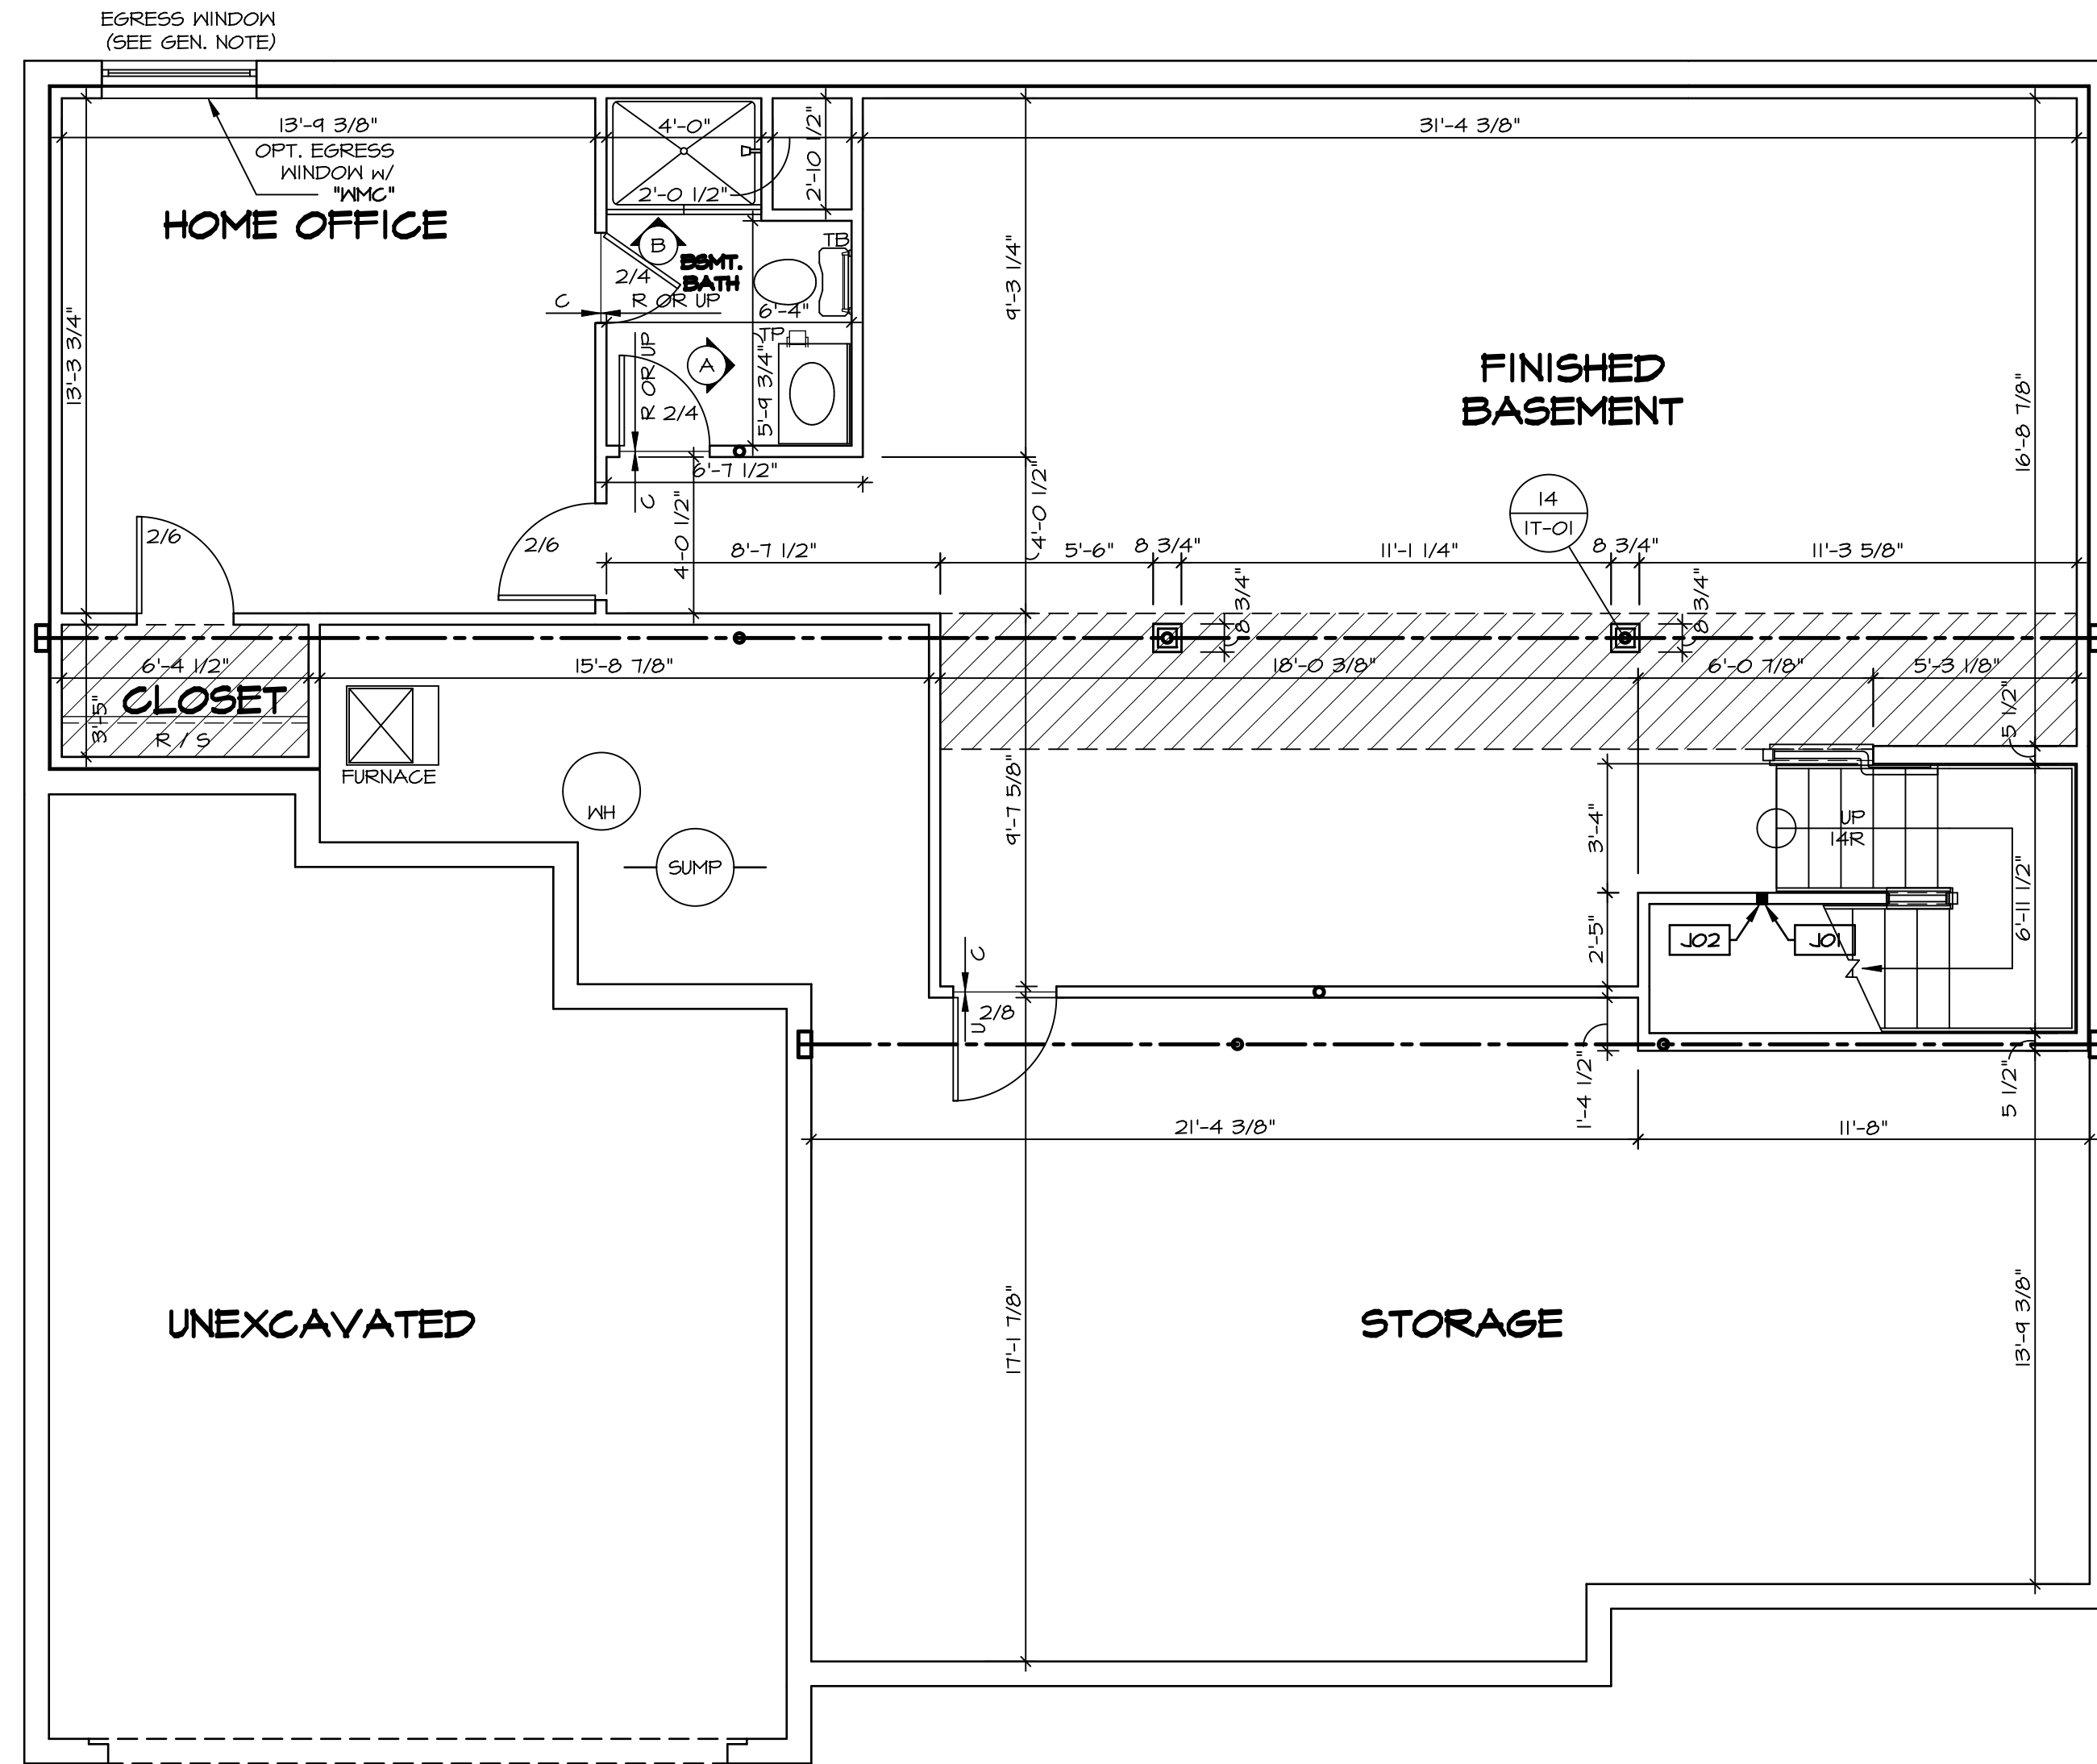 EGRESS WINDOW
(SEE GEN. NOTE)
13'-9 3/8"
4'-0"
2'-10 1/2"
31'-4 3/8"
OPT. EGRESS
WINDOW w/
"WMC"
HOME OFFICE
2'-0 1/2"
B
TB
BSMT.
BATH
2/4
C
R OR UP
6'-4"
9'-3 1/4"
13'-3 3/4"
TP
R OR UP
A
5'-9 3/4"
2/4
FINISHED
BASEMENT
16'-8 7/8"
6'-7 1/2"
C
4'-0 1/2"
4'-0 1/2"
14
1T-01
2/6
2/6
8'-7 1/2"
5'-6"
8 3/4"
11'-1 1/4"
8 3/4"
11'-3 5/8"
8 3/4"
8 3/4"
6'-4 1/2"
15'-8 7/8"
18'-0 3/8"
6'-0 7/8"
5'-3 1/8"
CLOSET
3'-5"
R / S
5 1/2"
FURNACE
WH
SUMP
9'-7 5/8"
3'-4"
UP
14R
2'-5"
J02
J01
6'-11 1/2"
C
U
2/8
1'-4 1/2"
5 1/2"
21'-4 3/8"
11'-8"
UNEXCAVATED
17'-1 7/8"
STORAGE
13'-9 3/8"